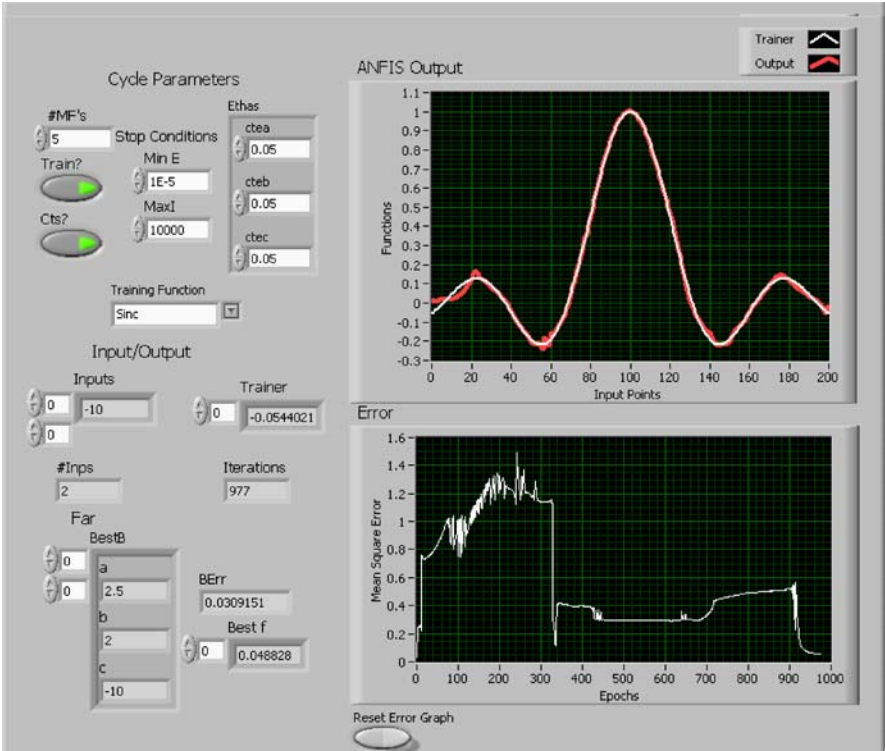 Cycle Parameters
#MF's
5
Stop Conditions
Train?
Min E
1E-5
Cts?
MaxI
10000
Ethas
ctea
0.05
cteb
0.05
ctec
0.05
Training Function
Sinc
Input/Output
Inputs
0
-10
0
Trainer
0
-0.0544021
#Inps
2
Iterations
977
Far
BestB
0
0
a
2.5
b
2
c
-10
BErr
0.0309151
Best f
0
0.048828
Trainer
Output
ANFIS Output
Functions
1.1
1
0.9
0.8
0.7
0.6
0.5
0.4
0.3
0.2
0.1
0
-0.1
-0.2
-0.3
0 20 40 60 80 100 120 140 160 180 200
Input Points
Error
Mean Square Error
1.6
1.4
1.2
1
0.8
0.6
0.4
0.2
0
0 100 200 300 400 500 600 700 800 900 1000
Epochs
Reset Error Graph